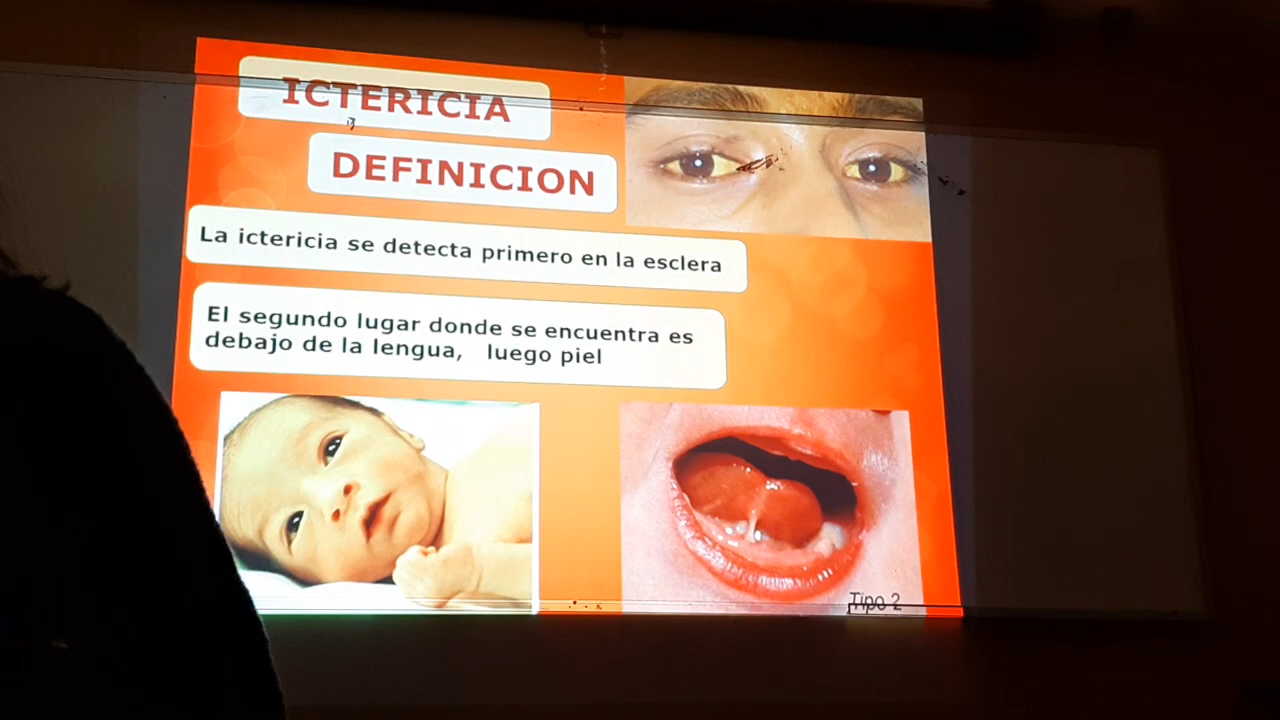 ICTERICIA
DEFINICION
La ictericia se detecta primero en la esclera
El segundo lugar donde se encuentra es
debajo de la lengua, luego piel
Tipo 2